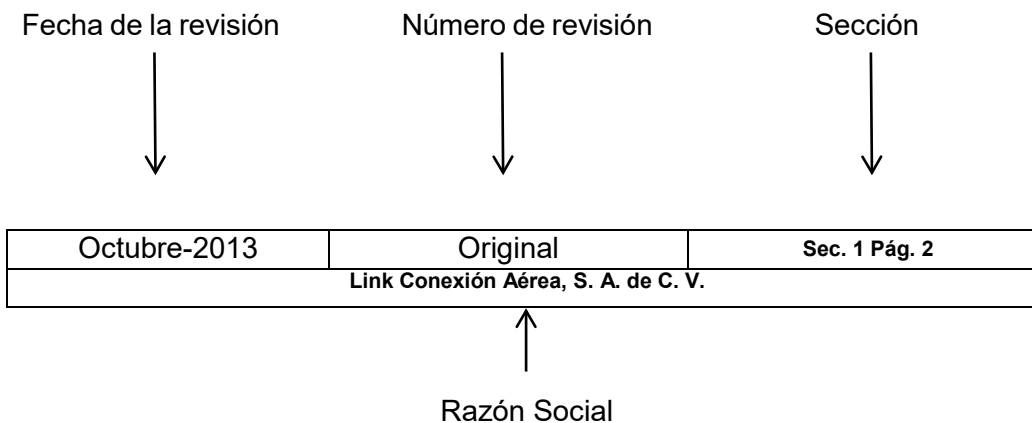 Fecha de la revisión Número de revisión Sección
Octubre-2013 Original Sec. 1 Pág. 2
Link Conexión Aérea, S. A. de C. V.
Razón Social